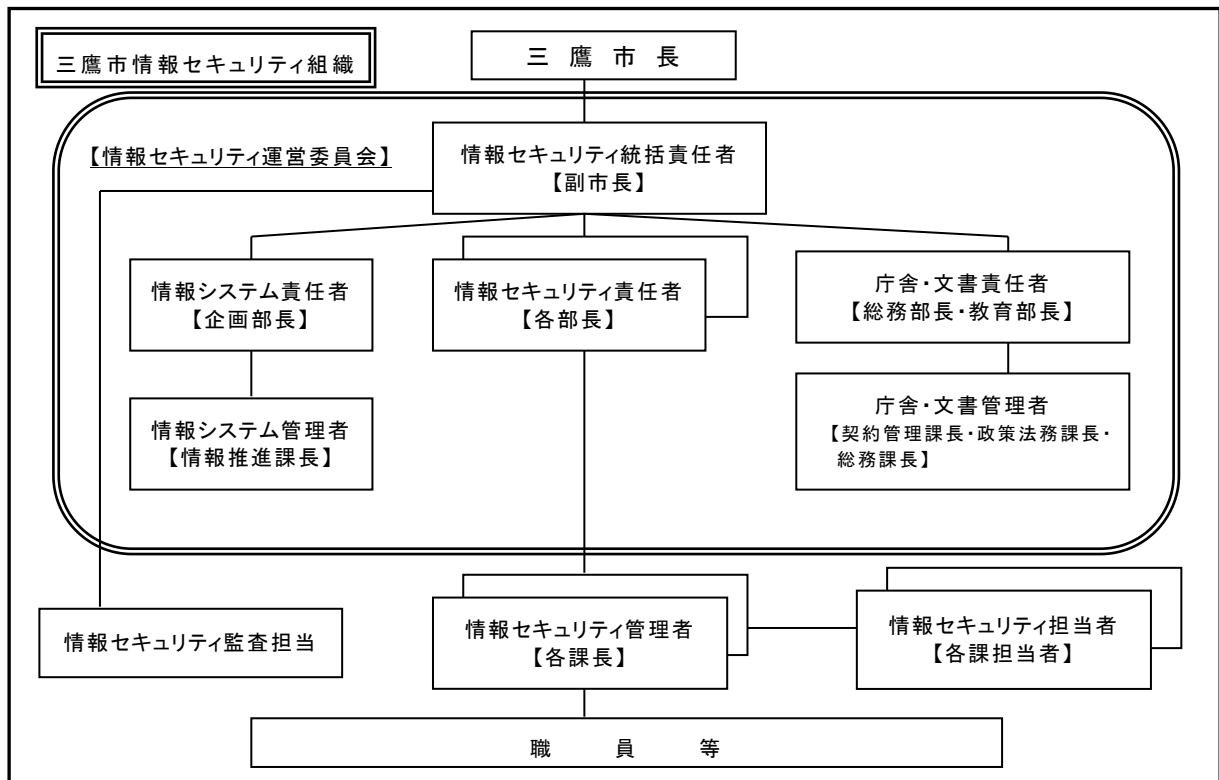 三鷹市情報セキュリティ組織
三鷹市長
【情報セキュリティ運営委員会】
情報セキュリティ統括責任者
【副市長】
情報システム責任者
【企画部長】
情報セキュリティ責任者
【各部長】
庁舎・文書責任者
【総務部長・教育部長】
情報システム管理者
【情報推進課長】
庁舎・文書管理者
【契約管理課長・政策法務課長・
総務課長】
情報セキュリティ監査担当
情報セキュリティ管理者
【各課長】
情報セキュリティ担当者
【各課担当者】
職員等